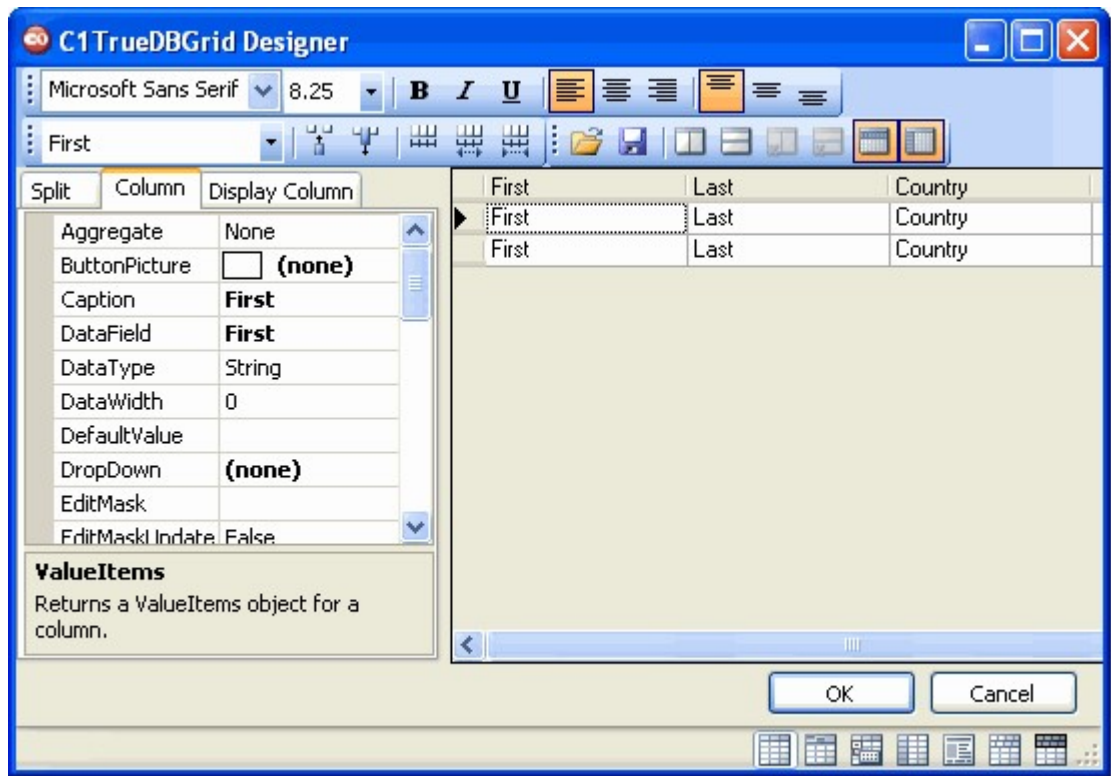 C1TrueDBGrid Designer
Microsoft Sans Serif 8.25 B I U
First
Split Column Display Column
Aggregate None
ButtonPicture (none)
Caption First
DataField First
DataType String
DataWidth 0
DefaultValue
DropDown (none)
EditMask
EditMaskUpdate False
ValueItems
Returns a ValueItems object for a
column.
First Last Country
First Last Country
First Last Country
OK Cancel